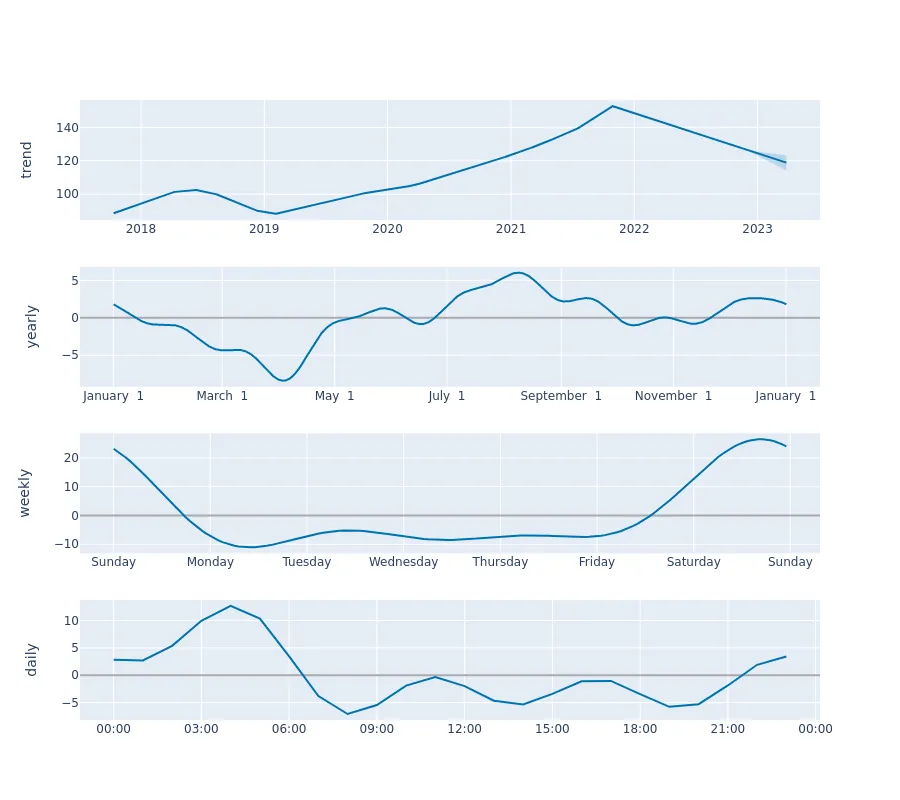 trend
140
120
100
2018 2019 2020 2021 2022 2023
yearly
5
0
−5
January 1 March 1 May 1 July 1 September 1 November 1 January 1
weekly
20
10
0
−10
Sunday Monday Tuesday Wednesday Thursday Friday Saturday Sunday
daily
10
5
0
−5
00:00 03:00 06:00 09:00 12:00 15:00 18:00 21:00 00:00